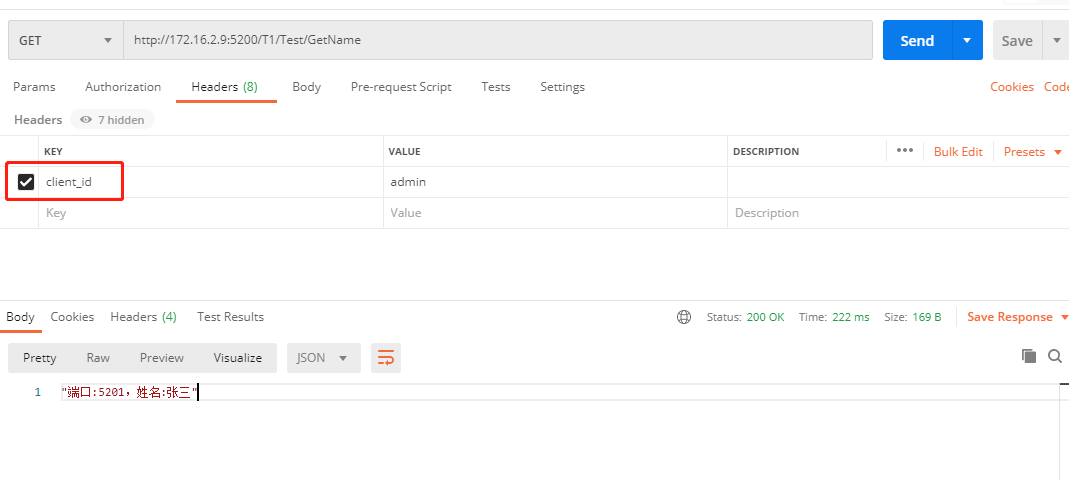 GET http://172.16.2.9:5200/T1/Test/GetName Send Save
Params Authorization Headers (8) Body Pre-request Script Tests Settings Cookies Code
Headers 7 hidden
KEY VALUE DESCRIPTION ••• Bulk Edit Presets
client_id admin
Key Value Description
Body Cookies Headers (4) Test Results Status: 200 OK Time: 222 ms Size: 169 B Save Response
Pretty Raw Preview Visualize JSON
1 "端口:5201，姓名:张三"